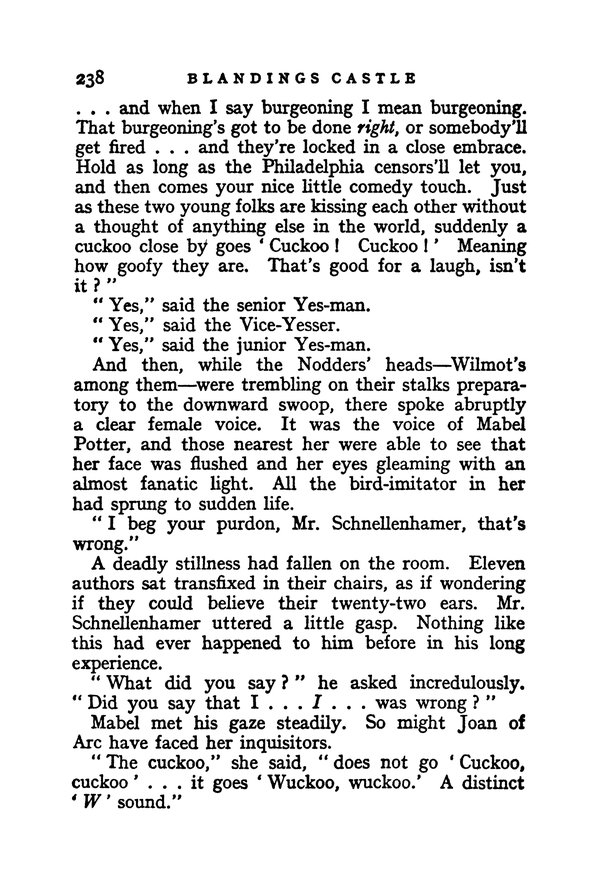 238 BLANDINGS CASTLE
. . . and when I say burgeoning I mean burgeoning.
That burgeoning's got to be done right, or somebody'll
get fired . . . and they're locked in a close embrace.
Hold as long as the Philadelphia censors'll let you,
and then comes your nice little comedy touch. Just
as these two young folks are kissing each other without
a thought of anything else in the world, suddenly a
cuckoo close by goes ‘ Cuckoo ! Cuckoo ! ’ Meaning
how goofy they are. That's good for a laugh, isn't
it ? ”
“ Yes,” said the senior Yes-man.
“ Yes,” said the Vice-Yesser.
“ Yes,” said the junior Yes-man.
And then, while the Nodders' heads—Wilmot's
among them—were trembling on their stalks prepara-
tory to the downward swoop, there spoke abruptly
a clear female voice. It was the voice of Mabel
Potter, and those nearest her were able to see that
her face was flushed and her eyes gleaming with an
almost fanatic light. All the bird-imitator in her
had sprung to sudden life.
“ I beg your purdon, Mr. Schnellenhamer, that's
wrong.”
A deadly stillness had fallen on the room. Eleven
authors sat transfixed in their chairs, as if wondering
if they could believe their twenty-two ears. Mr.
Schnellenhamer uttered a little gasp. Nothing like
this had ever happened to him before in his long
experience.
“ What did you say ? ” he asked incredulously.
“ Did you say that I . . . I . . . was wrong ? ”
Mabel met his gaze steadily. So might Joan of
Arc have faced her inquisitors.
“ The cuckoo,” she said, “ does not go ‘ Cuckoo,
cuckoo ’ . . . it goes ‘ Wuckoo, wuckoo.’ A distinct
‘ W ’ sound.”